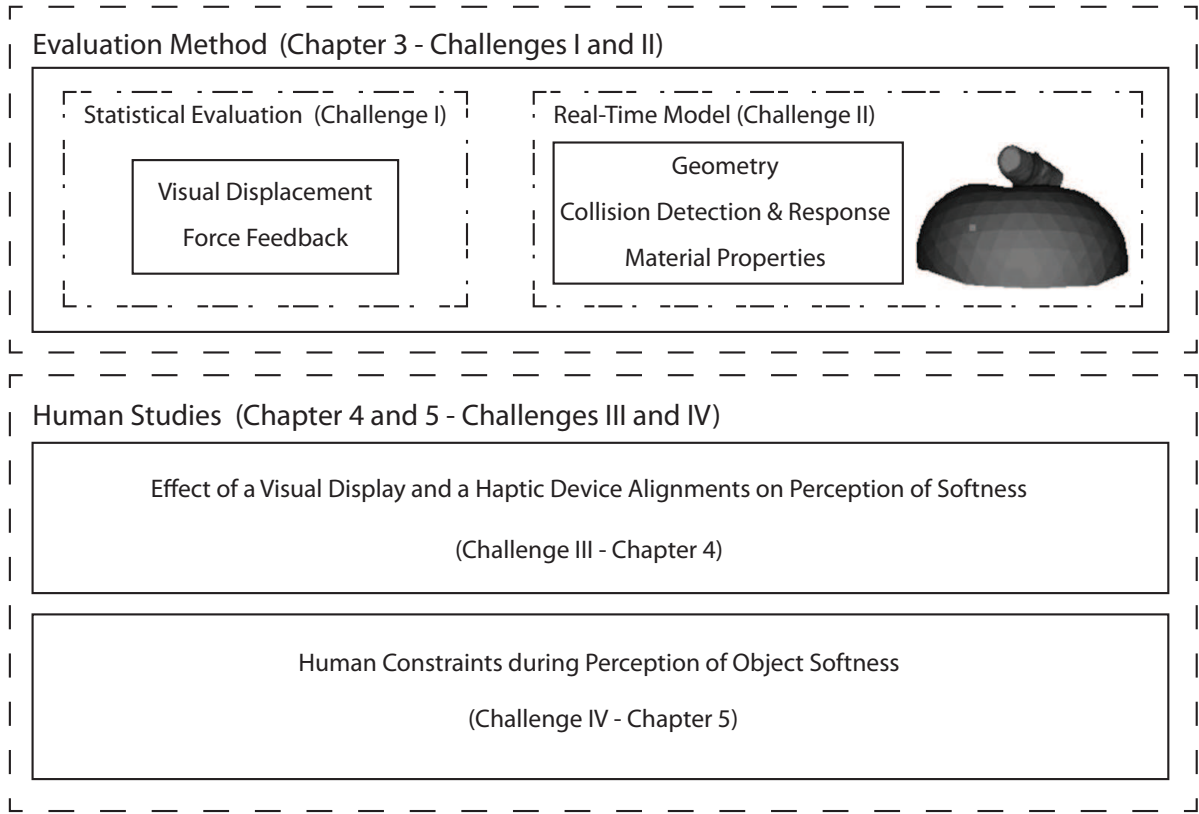 Evaluation Method (Chapter 3 - Challenges I and II)
Statistical Evaluation (Challenge I)
Visual Displacement
Force Feedback
Real-Time Model (Challenge II)
Geometry
Collision Detection & Response
Material Properties
Human Studies (Chapter 4 and 5 - Challenges III and IV)
Effect of a Visual Display and a Haptic Device Alignments on Perception of Softness
(Challenge III - Chapter 4)
Human Constraints during Perception of Object Softness
(Challenge IV - Chapter 5)